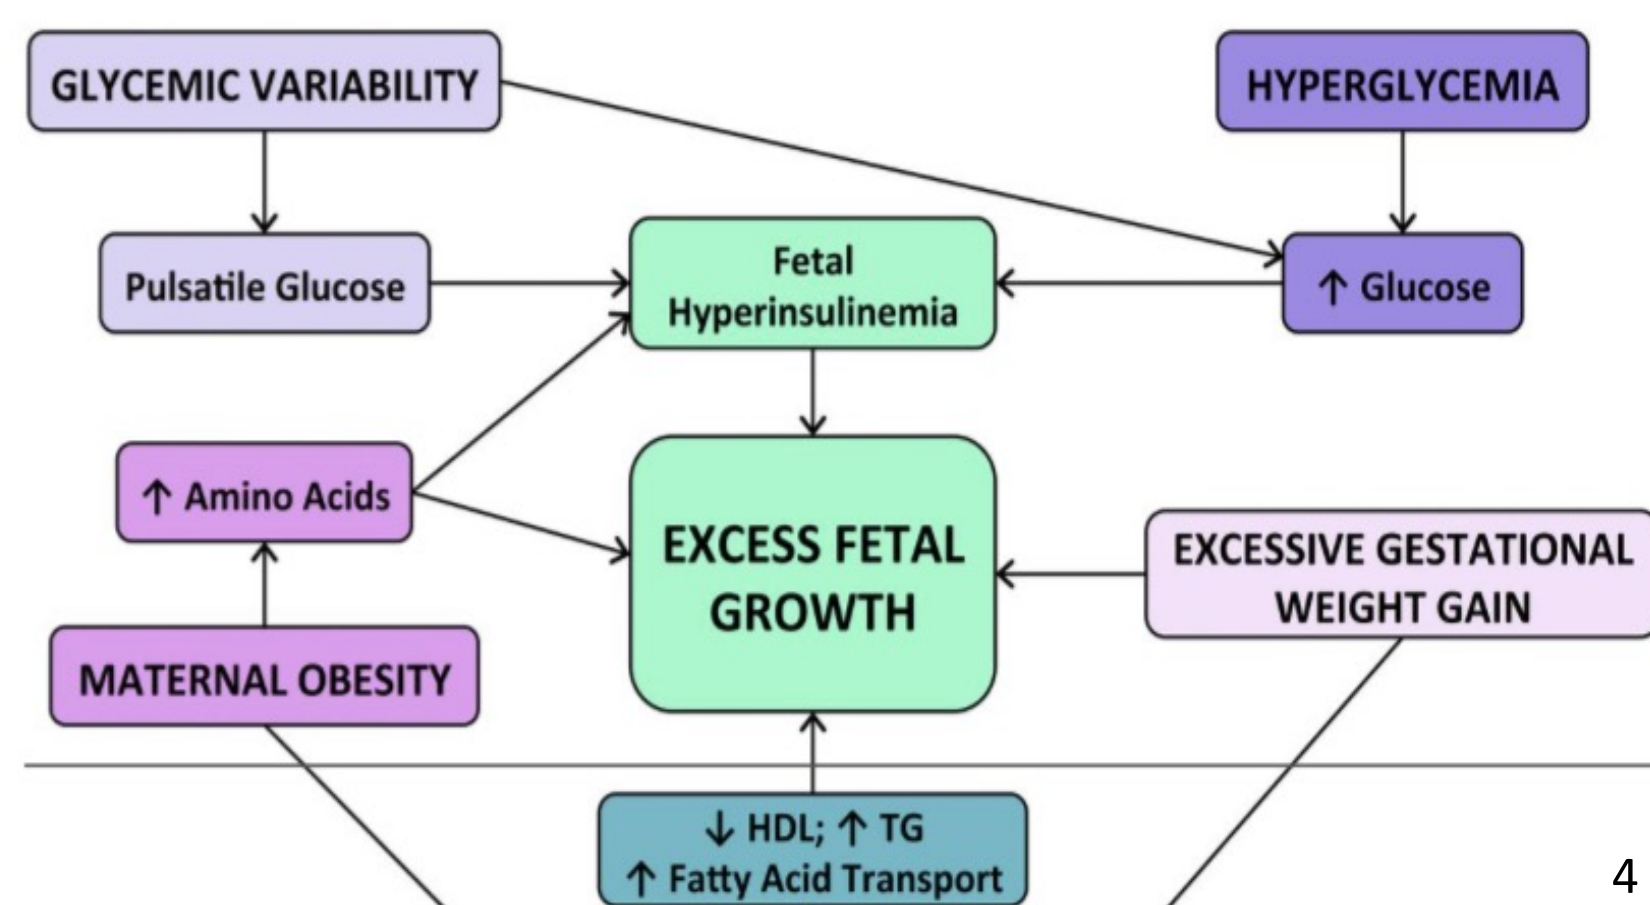 GLYCEMIC VARIABILITY
HYPERGLYCEMIA
Pulsatile Glucose
Fetal
Hyperinsulinemia
↑ Glucose
↑ Amino Acids
EXCESS FETAL
GROWTH
EXCESSIVE GESTATIONAL
WEIGHT GAIN
MATERNAL OBESITY
↓ HDL; ↑ TG
↑ Fatty Acid Transport
4